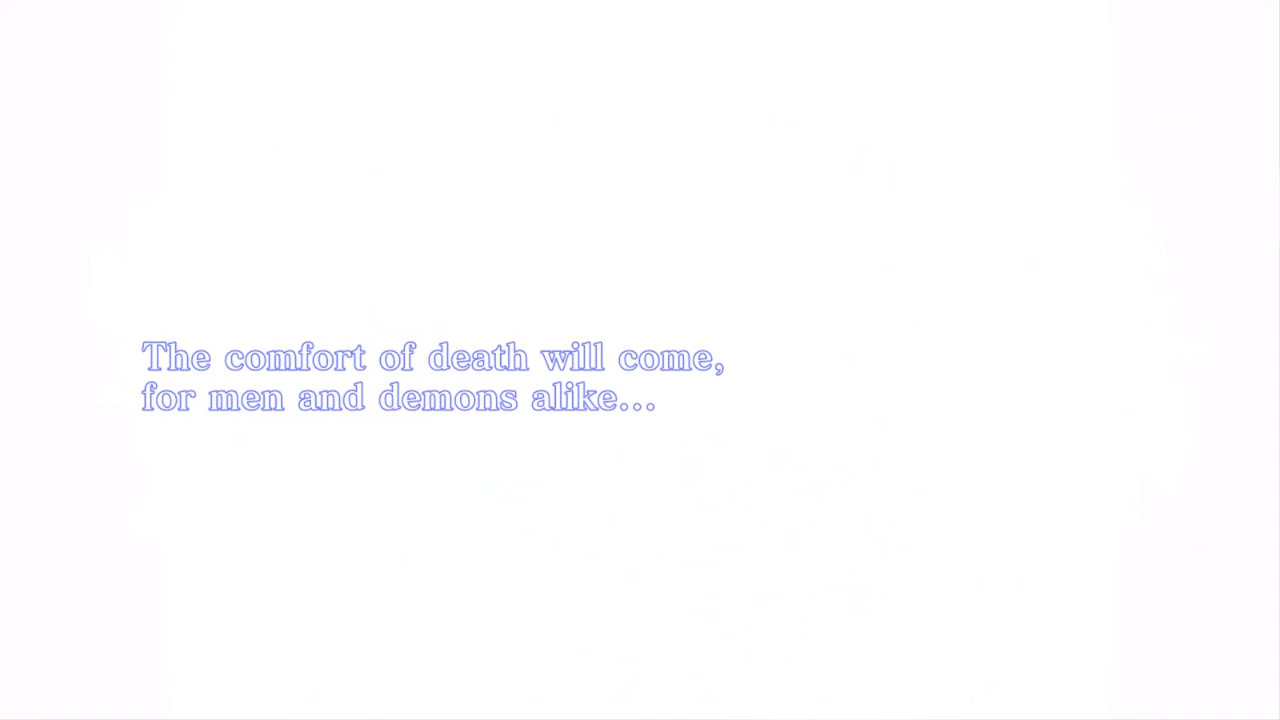 The comfort of death will come,
for men and demons alike...